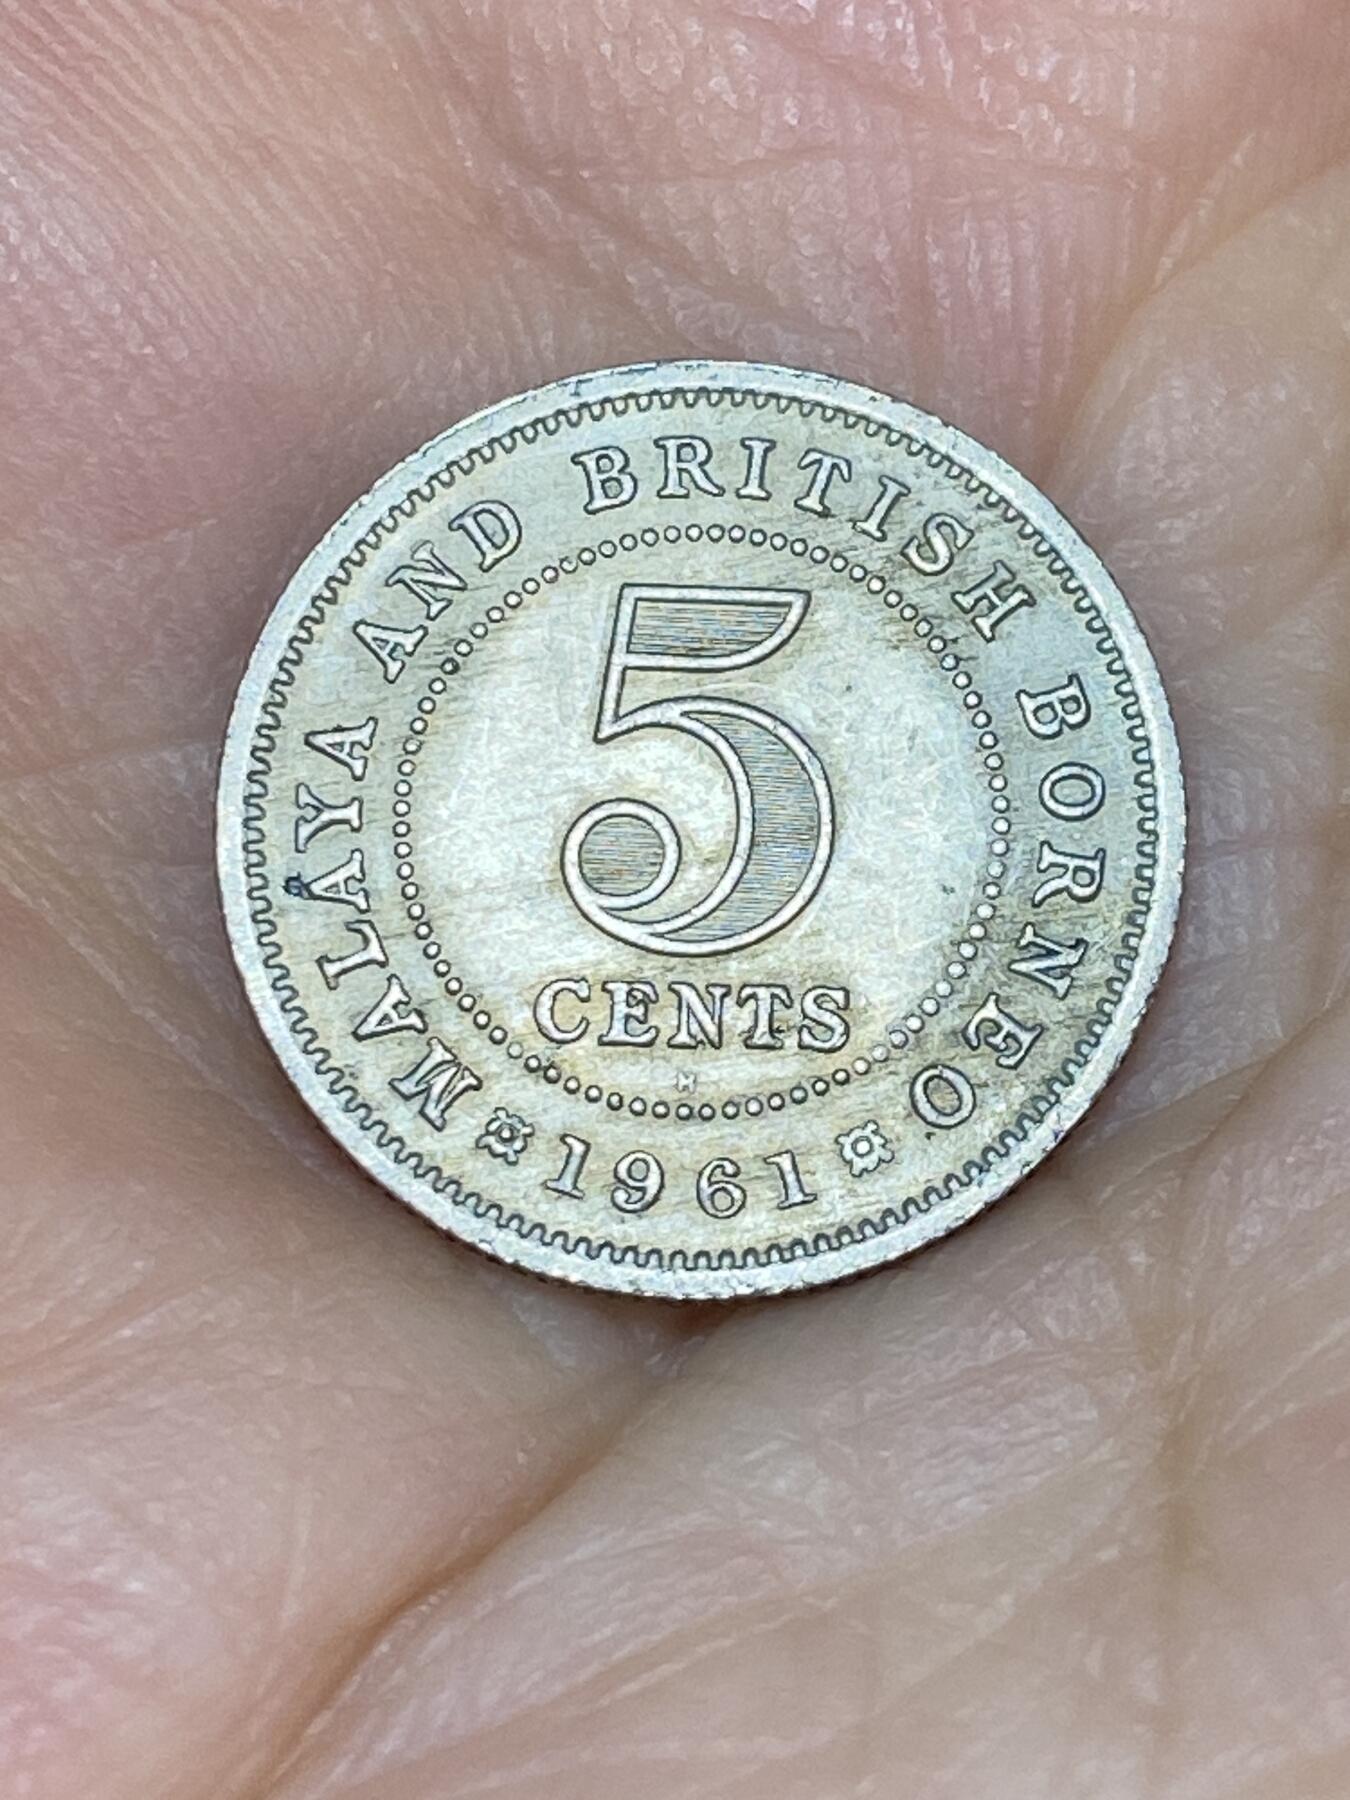 MALAYA AND BRITISH BORNEO
5
CENTS
H
1961